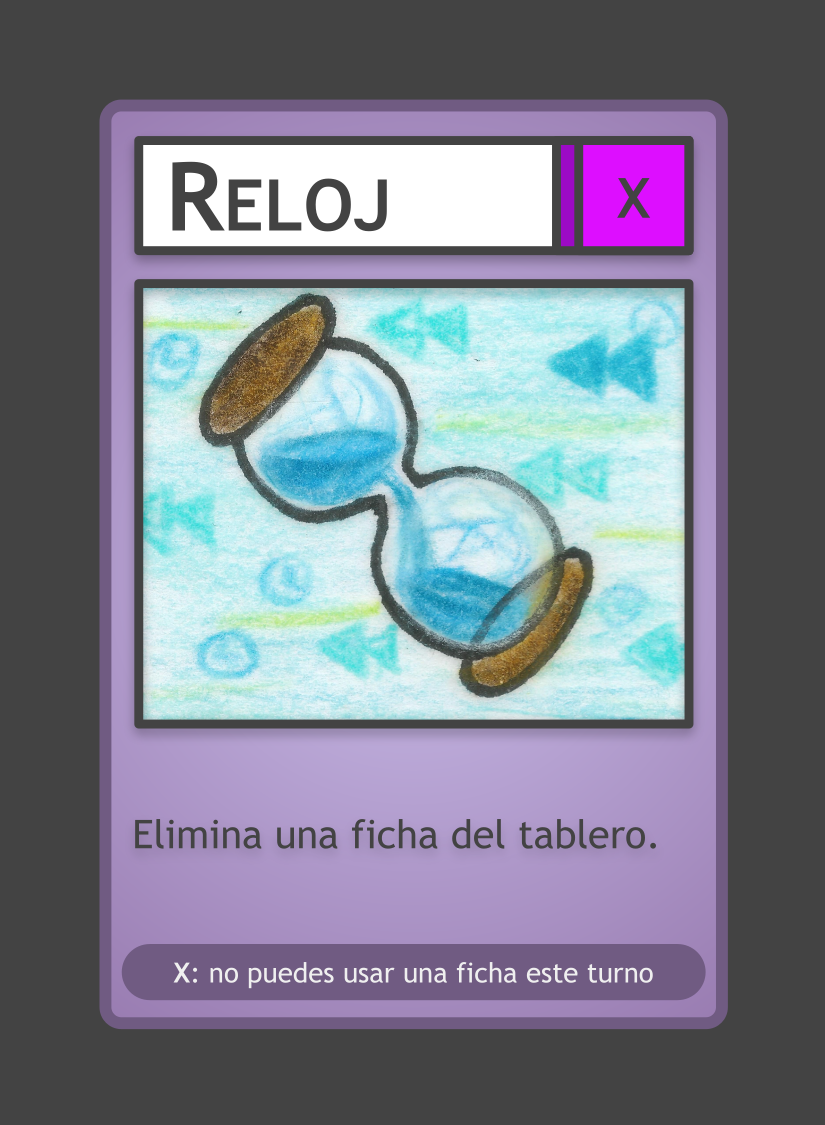 RELOJ
X
Elimina una ficha del tablero.
X: no puedes usar una ficha este turno